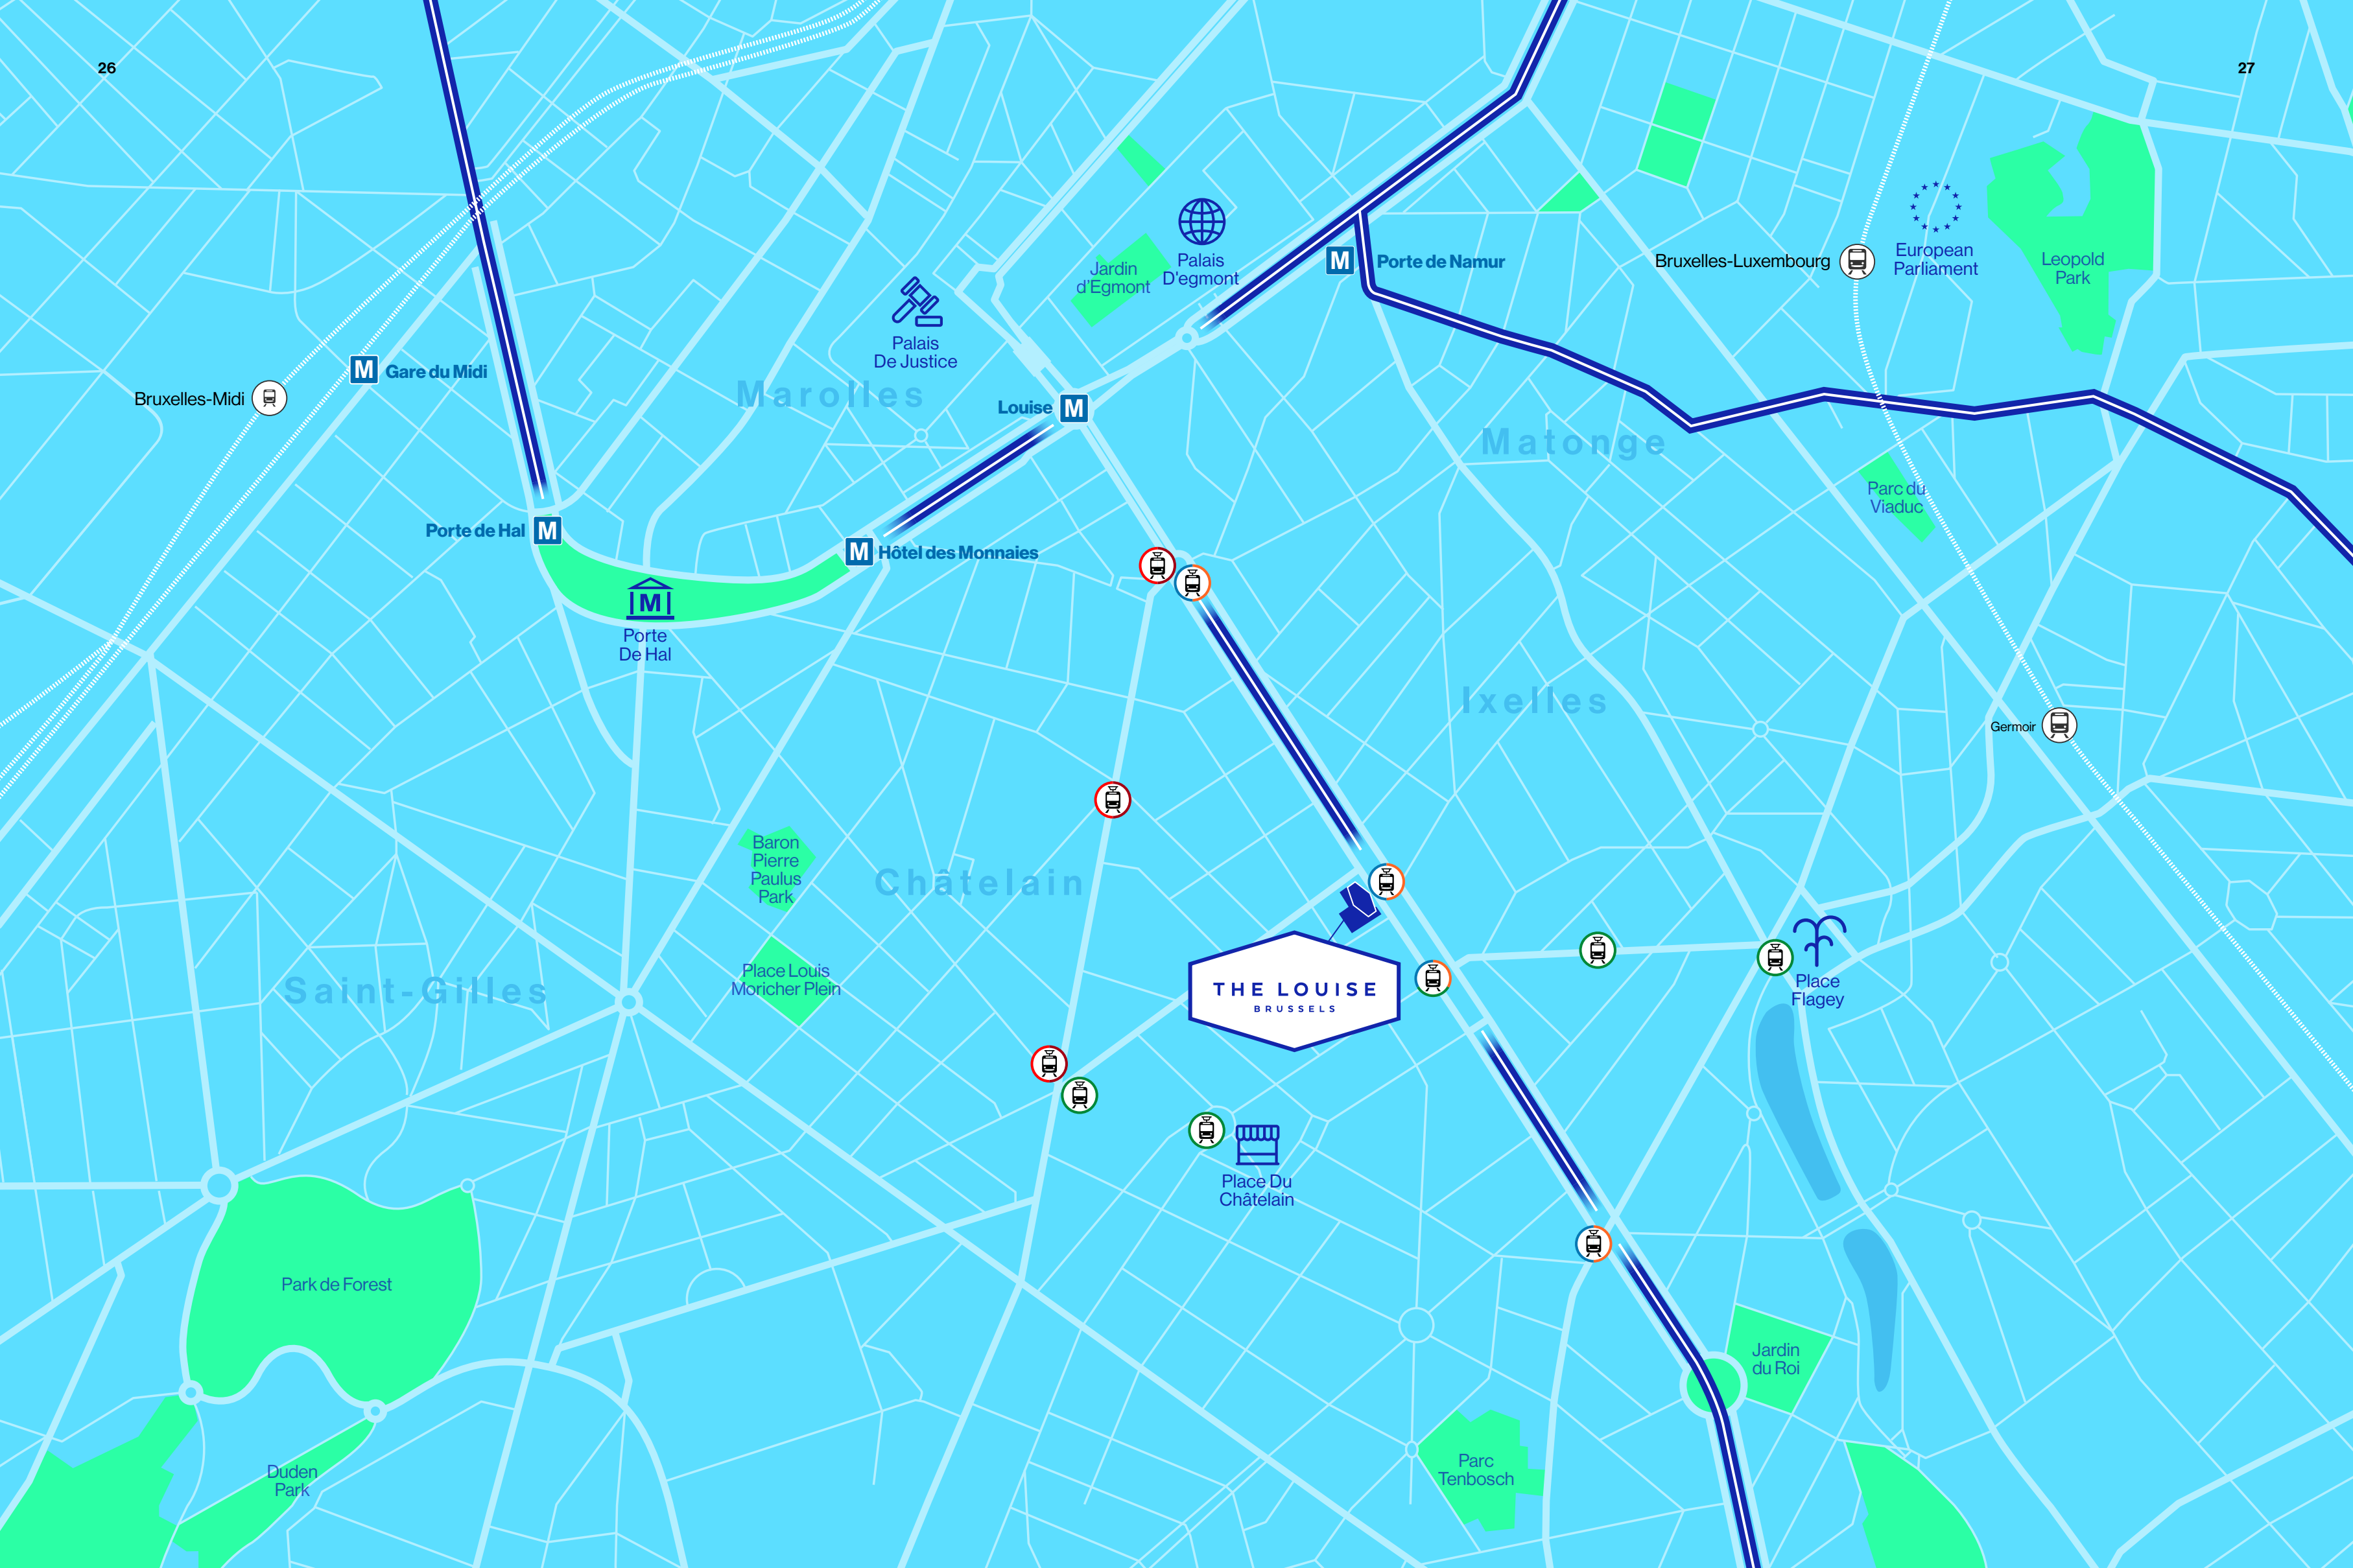 26
27
Palais
D'egmont
Jardin
d'Egmont
M
Porte de Namur
Bruxelles-Luxembourg
European
Parliament
Leopold
Park
Palais
De Justice
M
Gare du Midi
Bruxelles-Midi
Marolles
Louise
M
Matonge
Parc du
Viaduc
Porte de Hal
M
M
Hôtel des Monnaies
M
Porte
De Hal
Ixelles
Germoir
Baron
Pierre
Paulus
Park
Châtelain
Place Louis
Moricher Plein
Saint-Gilles
THE LOUISE
BRUSSELS
Place
Flagey
Place Du
Châtelain
Park de Forest
Jardin
du Roi
Parc
Tenbosch
Duden
Park